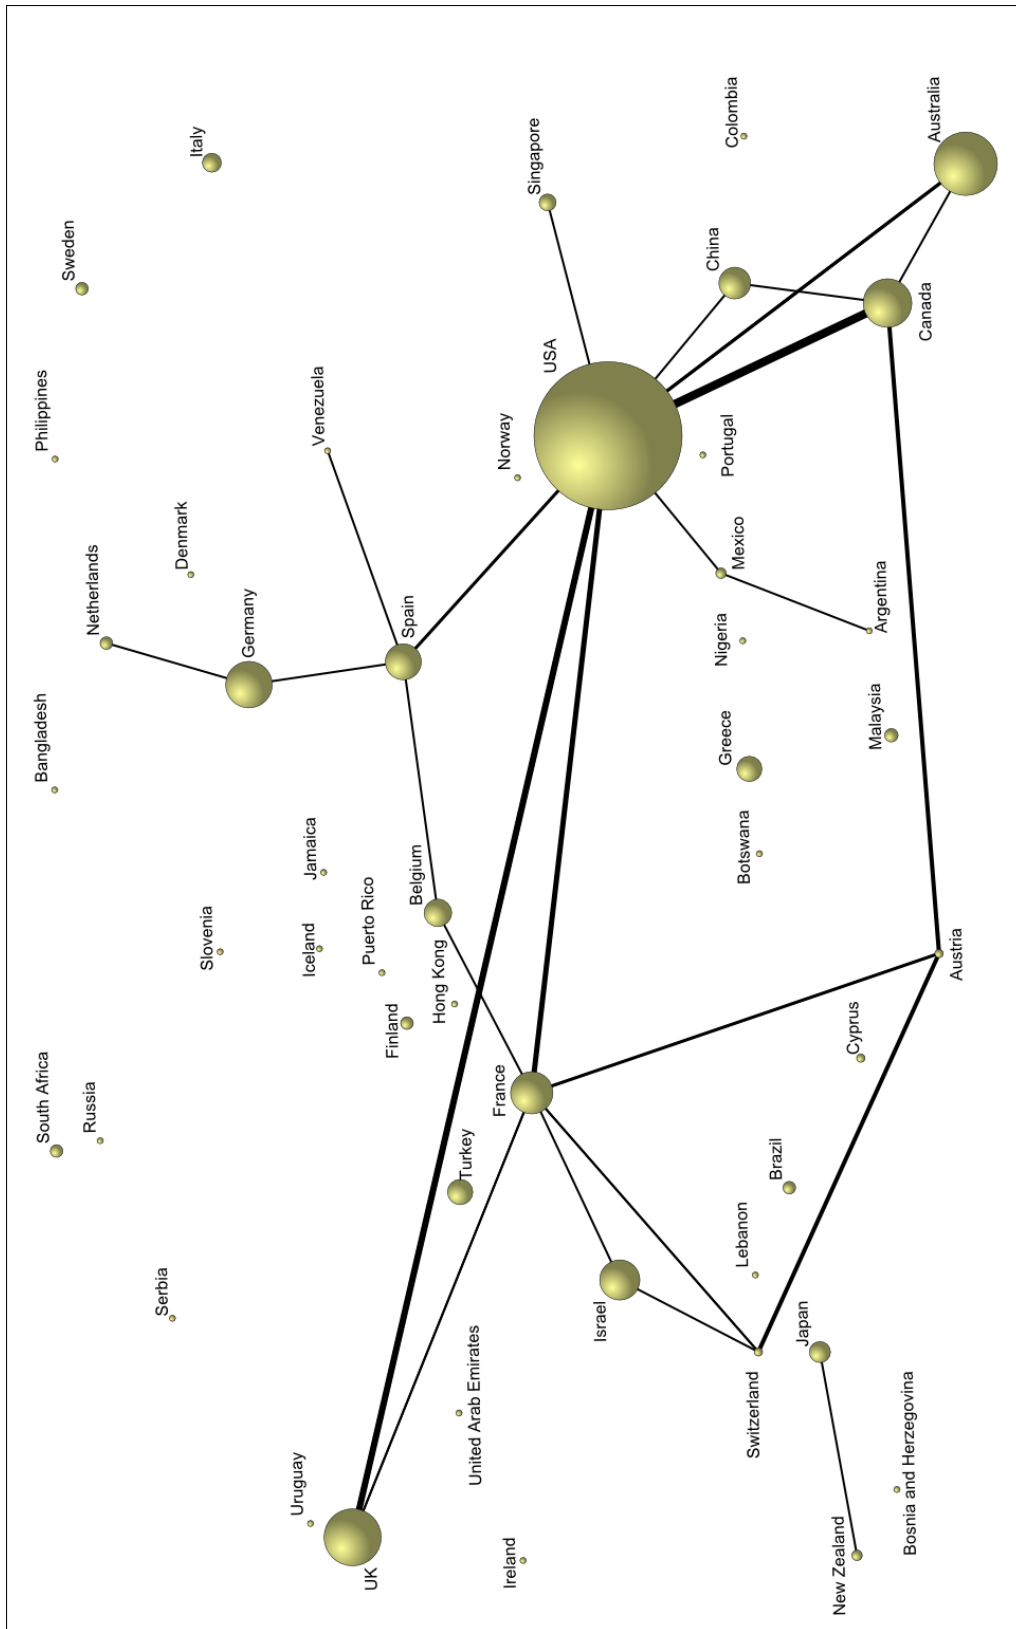 Colombia
Italy
Australia
Singapore
Sweden
China
Canada
USA
Philippines
Venezuela
Norway
Portugal
Denmark
Mexico
Netherlands
Argentina
Germany
Spain
Nigeria
Bangladesh
Malaysia
Greece
Jamaica
Botswana
Belgium
Slovenia
Iceland
Puerto Rico
Austria
Hong Kong
Finland
Cyprus
South Africa
Russia
France
Turkey
Brazil
Lebanon
Serbia
Israel
Japan
Switzerland
United Arab Emirates
Uruguay
Bosnia and Herzegovina
UK
Ireland
New Zealand